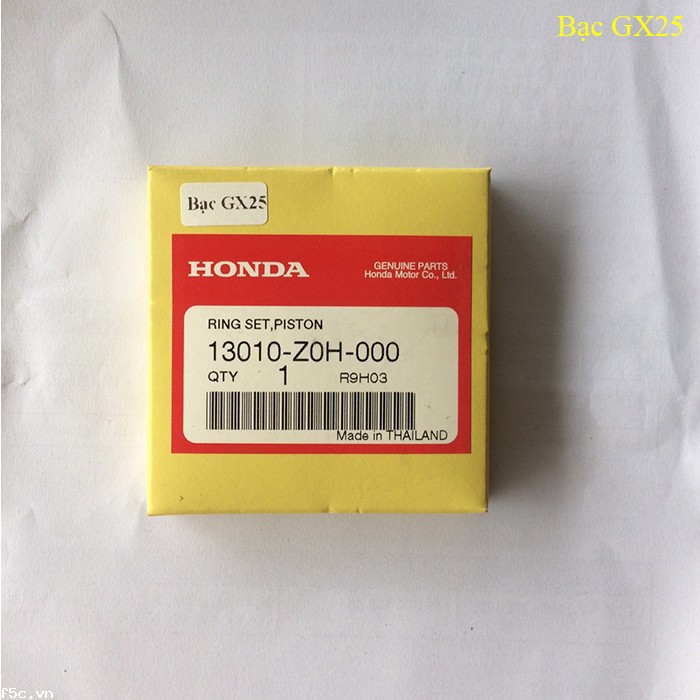 Bạc GX25
Bạc GX25
HONDA
GENUINE PARTS
Honda Motor Co., Ltd.
RING SET,PISTON
13010-Z0H-000
QTY 1 R9H03
Made in THAILAND
f5c.vn